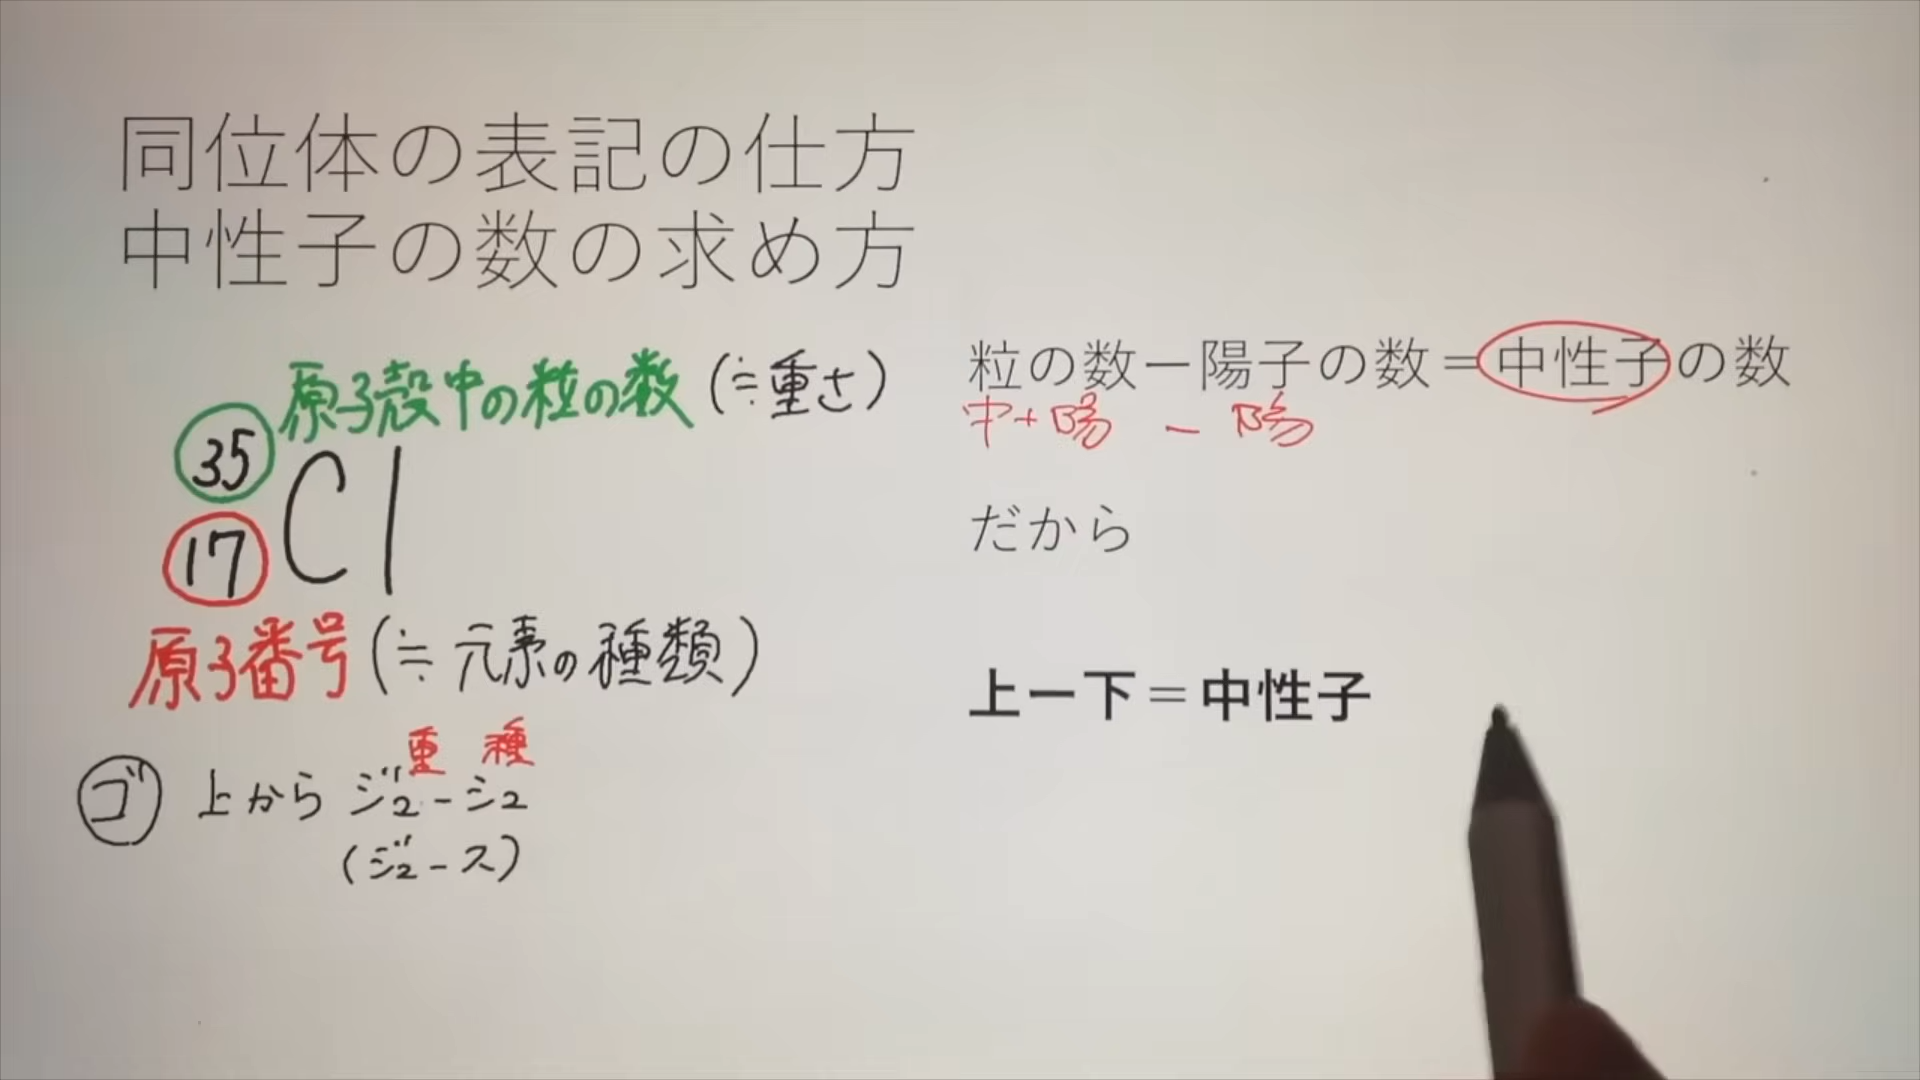 同位体の表記の仕方
中性子の数の求め方
原子殻中の粒の数(≒重さ)
35
17
Cl
原子番号(≒元素の種類)
重 種
ゴ 上からジュ-シュ
(ジュ-ス)
粒の数ー陽子の数=中性子の数
中+陽 - 陽
だから
上ー下=中性子